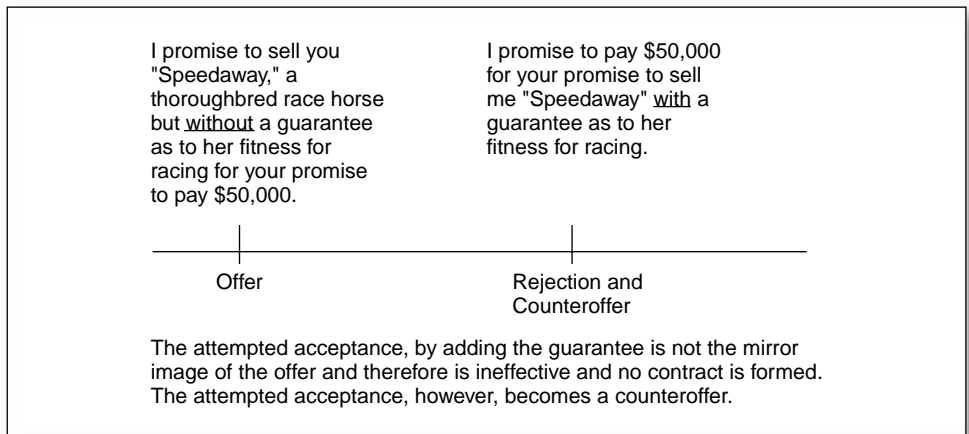 I promise to sell you
"Speedaway," a
thoroughbred race horse
but without a guarantee
as to her fitness for
racing for your promise
to pay $50,000.
I promise to pay $50,000
for your promise to sell
me "Speedaway" with a
guarantee as to her
fitness for racing.
Offer
Rejection and
Counteroffer
The attempted acceptance, by adding the guarantee is not the mirror
image of the offer and therefore is ineffective and no contract is formed.
The attempted acceptance, however, becomes a counteroffer.